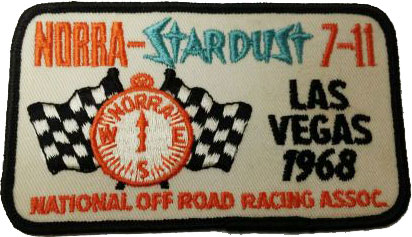 NORRA-STARDUST 7-11
NORRA
W E
S
LAS
VEGAS
1968
NATIONAL OFF ROAD RACING ASSOC.